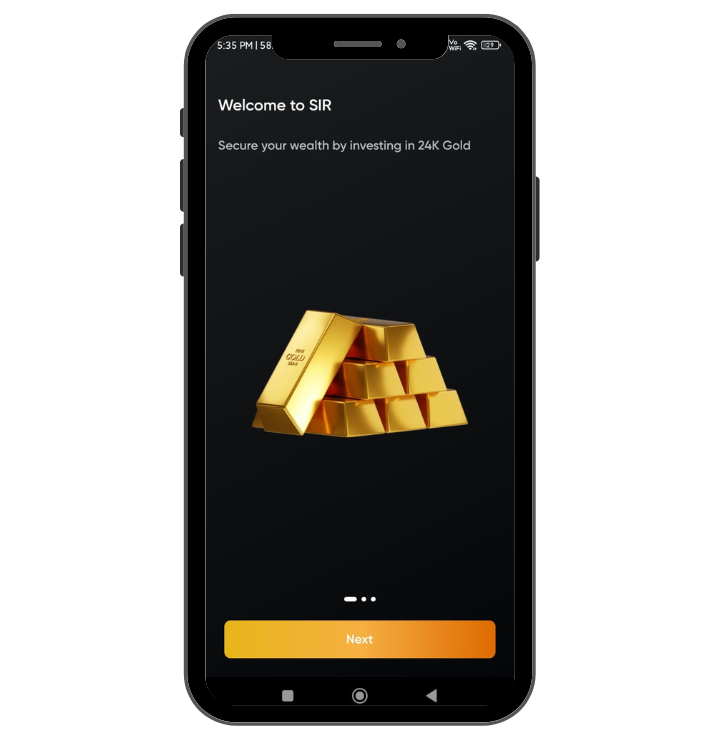 5:35 PM | 58.
Vo
WiFi
29
Welcome to SIR
Secure your wealth by investing in 24K Gold
GOLD
Next